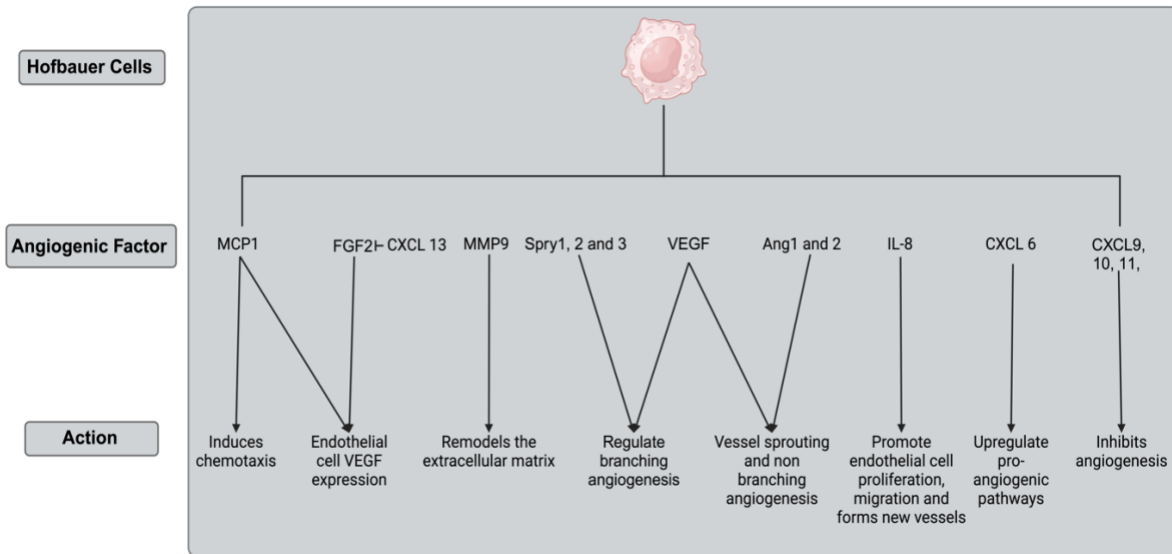 Hofbauer Cells
Angiogenic Factor
MCP1
FGF2⊢ CXCL 13
MMP9
Spry1, 2 and 3
VEGF
Ang1 and 2
IL-8
CXCL 6
CXCL9,
10, 11,
Action
Induces
chemotaxis
Endothelial
cell VEGF
expression
Remodels the
extracellular matrix
Regulate
branching
angiogenesis
Vessel sprouting
and non
branching
angiogenesis
Promote
endothelial cell
proliferation,
migration and
forms new vessels
Upregulate
pro-
angiogenic
pathways
Inhibits
angiogenesis